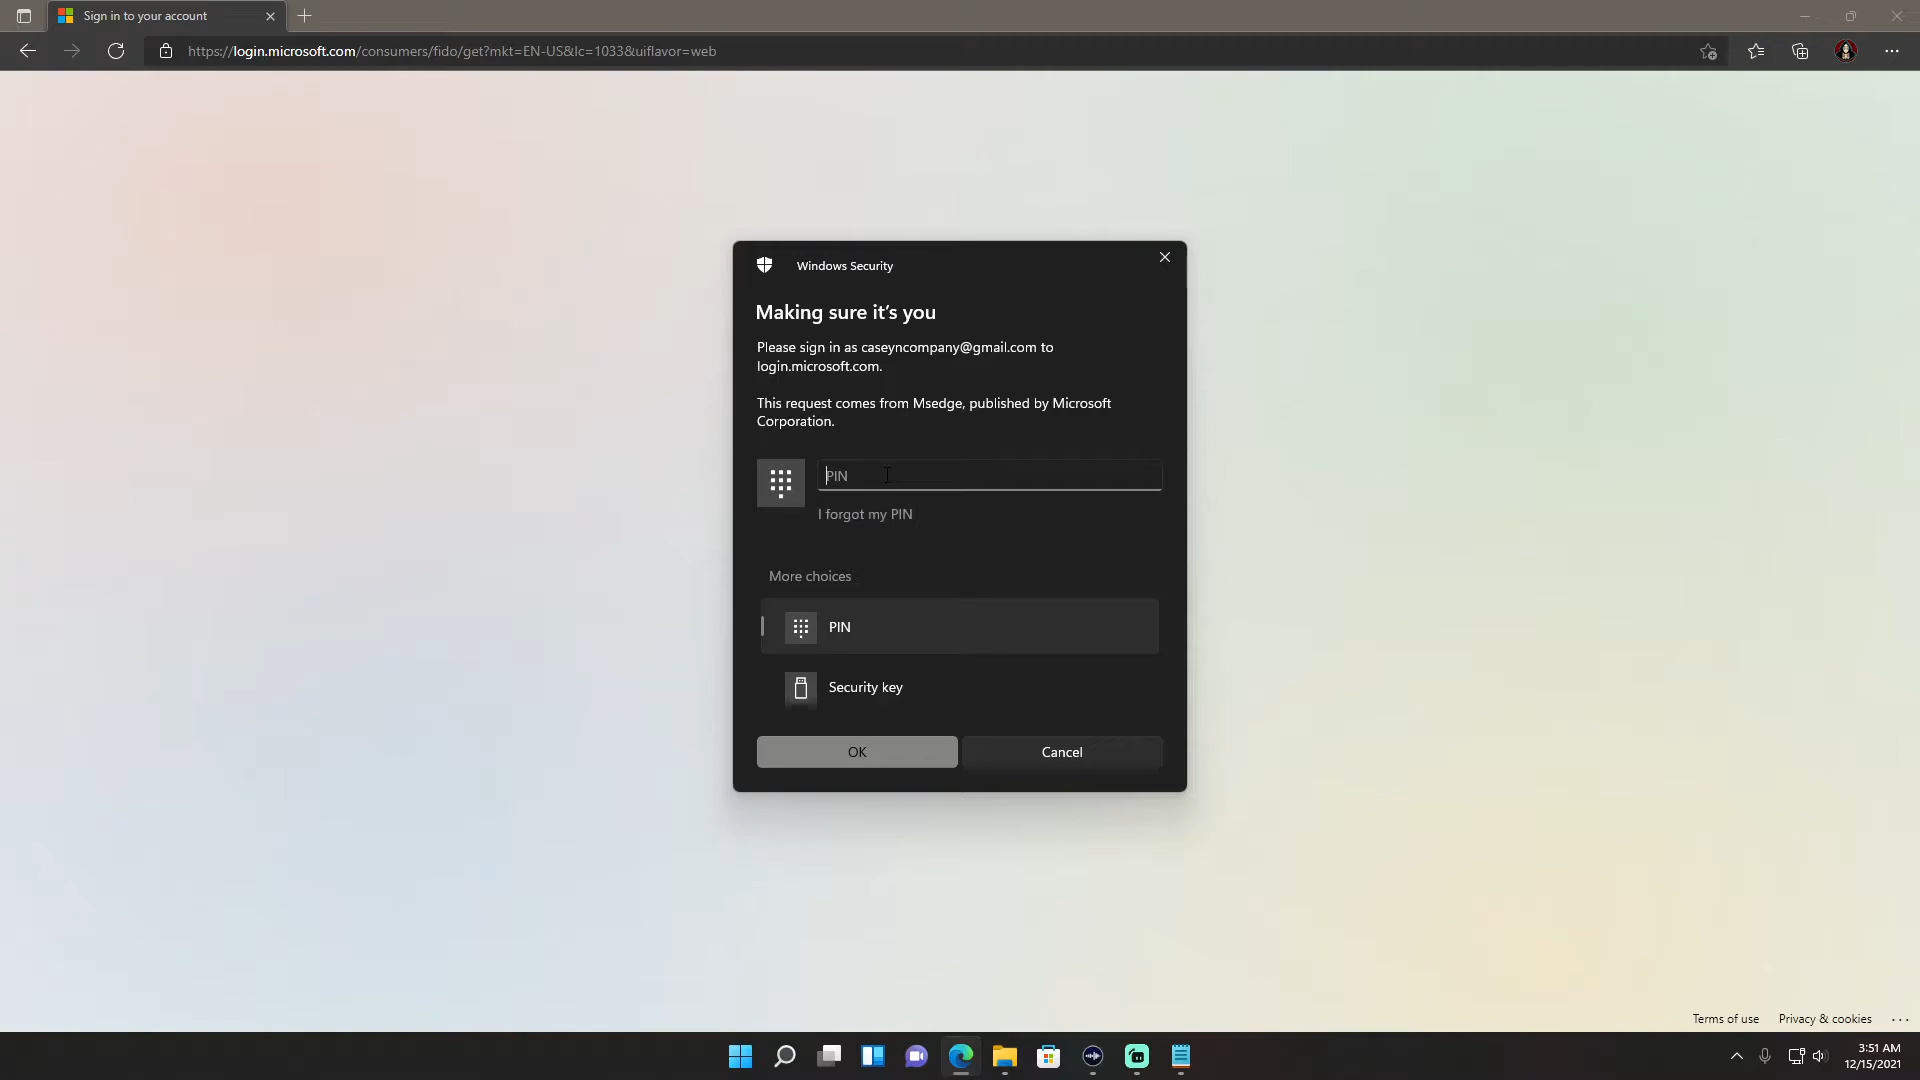 Sign in to your account
https://login.microsoft.com/consumers/fido/get?mkt=EN-US&lc=1033&uiflavor=web
Windows Security
Making sure it's you
Please sign in as caseyncompany@gmail.com to
login.microsoft.com.
This request comes from Msedge, published by Microsoft
Corporation.
PIN
I forgot my PIN
More choices
PIN
Security key
OK
Cancel
Terms of use
Privacy & cookies
3:51 AM
12/15/2021